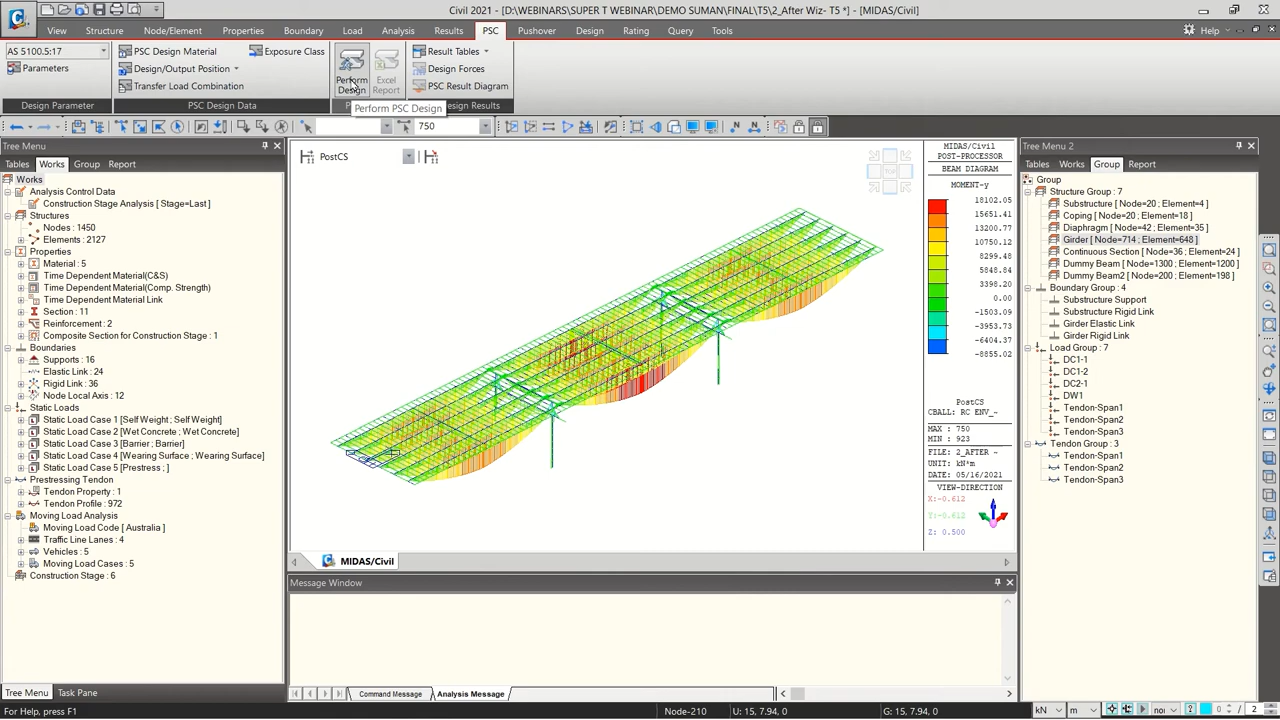 Civil 2021 - [D:\WEBINARS\SUPER T WEBINAR\DEMO SUMAN\FINAL\T5\2_After Wiz- T5 *] - [MIDAS/Civil]
View Structure Node/Element Properties Boundary Load Analysis Results PSC Pushover Design Rating Query Tools Help
AS 5100.5:17 PSC Design Material Exposure Class Result Tables
Parameters Design/Output Position Perform Design Excel Report Design Forces
Transfer Load Combination PSC Result Diagram
Design Parameter PSC Design Data Design Results
Perform PSC Design
750
Tree Menu
Tables Works Group Report
Works
Analysis Control Data
Construction Stage Analysis [ Stage=Last ]
Structures
Nodes : 1450
Elements : 2127
Properties
Material : 5
Time Dependent Material(C&S)
Time Dependent Material(Comp. Strength)
Time Dependent Material Link
Section : 11
Reinforcement : 2
Composite Section for Construction Stage : 1
Boundaries
Supports : 16
Elastic Link : 24
Rigid Link : 36
Node Local Axis : 12
Static Loads
Static Load Case 1 [Self Weight ; Self Weight]
Static Load Case 2 [Wet Concrete ; Wet Concrete]
Static Load Case 3 [Barrier ; Barrier]
Static Load Case 4 [Wearing Surface ; Wearing Surface]
Static Load Case 5 [Prestress ; ]
Prestressing Tendon
Tendon Property : 1
Tendon Profile : 972
Moving Load Analysis
Moving Load Code [ Australia ]
Traffic Line Lanes : 4
Vehicles : 5
Moving Load Cases : 5
Construction Stage : 6
Tree Menu Task Pane
PostCS
TOP
MIDAS/Civil
POST-PROCESSOR
BEAM DIAGRAM
MOMENT-y
18102.05
15651.41
13200.77
10750.12
8299.48
5848.84
3398.20
0.00
-1503.09
-3953.73
-6404.37
-8855.02
PostCS
CBALL: RC ENV_~
MAX : 750
MIN : 923
FILE: 2_AFTER ~
UNIT: kN*m
DATE: 05/16/2021
VIEW-DIRECTION
X:-0.612
Y:-0.612
Z: 0.500
MIDAS/Civil
Message Window
Command Message Analysis Message
Tree Menu 2
Tables Works Group Report
Group
Structure Group : 7
Substructure [ Node=20 ; Element=4 ]
Coping [ Node=20 ; Element=18 ]
Diaphragm [ Node=42 ; Element=35 ]
Girder [ Node=714 ; Element=648 ]
Continuous Section [ Node=36 ; Element=24 ]
Dummy Beam [ Node=1300 ; Element=1200 ]
Dummy Beam2 [ Node=200 ; Element=198 ]
Boundary Group : 4
Substructure Support
Substructure Rigid Link
Girder Elastic Link
Girder Rigid Link
Load Group : 7
DC1-1
DC1-2
DC2-1
DW1
Tendon-Span1
Tendon-Span2
Tendon-Span3
Tendon Group : 3
Tendon-Span1
Tendon-Span2
Tendon-Span3
For Help, press F1 Node-210 U: 15, 7.94, 0 G: 15, 7.94, 0 kN m 2